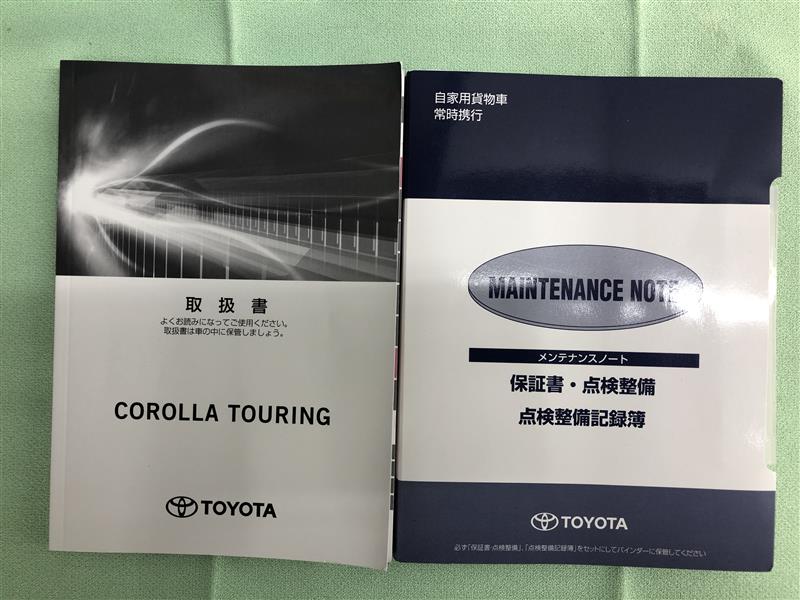 取扱書
よくお読みになってご使用ください。
取扱書は車の中に保管しましょう。
COROLLA TOURING
TOYOTA
自家用貨物車
常時携行
MAINTENANCE NOTE
メンテナンスノート
保証書・点検整備
点検整備記録簿
TOYOTA
必ず「保証書・点検整備」、「点検整備記録簿」をセットにしてバインダーに保管してください